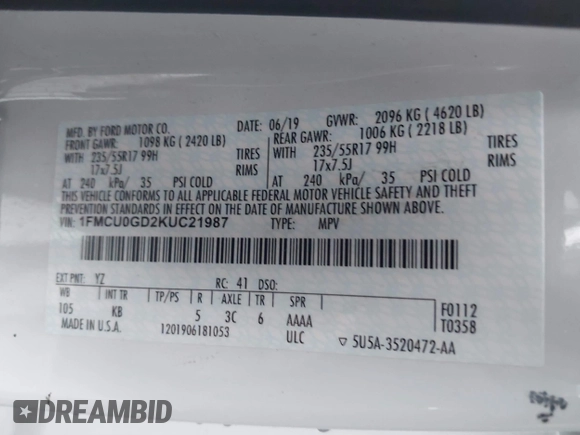 MFD. BY FORD MOTOR CO.
DATE: 06/19 GVWR: 2096 KG ( 4620 LB)
FRONT GAWR: 1098 KG ( 2420 LB)
REAR GAWR: 1006 KG ( 2218 LB)
WITH 235/55R17 99H TIRES
17x7.5J RIMS
AT 240 kPa/ 35 PSI COLD
WITH 235/55R17 99H TIRES
17x7.5J RIMS
AT 240 kPa/ 35 PSI COLD
THIS VEHICLE CONFORMS TO ALL APPLICABLE FEDERAL MOTOR VEHICLE SAFETY AND THEFT
PREVENTION STANDARDS IN EFFECT ON THE DATE OF MANUFACTURE SHOWN ABOVE.
VIN: 1FMCU0GD2KUC21987 TYPE: MPV
EXT PNT: YZ RC: 41 DSO:
WB INT TR TP/PS R AXLE TR SPR
105 KB 5 3C 6 AAAA
F0112
T0358
MADE IN U.S.A. 1201906181053 ULC
▽ 5U5A-3520472-AA
DREAMBID